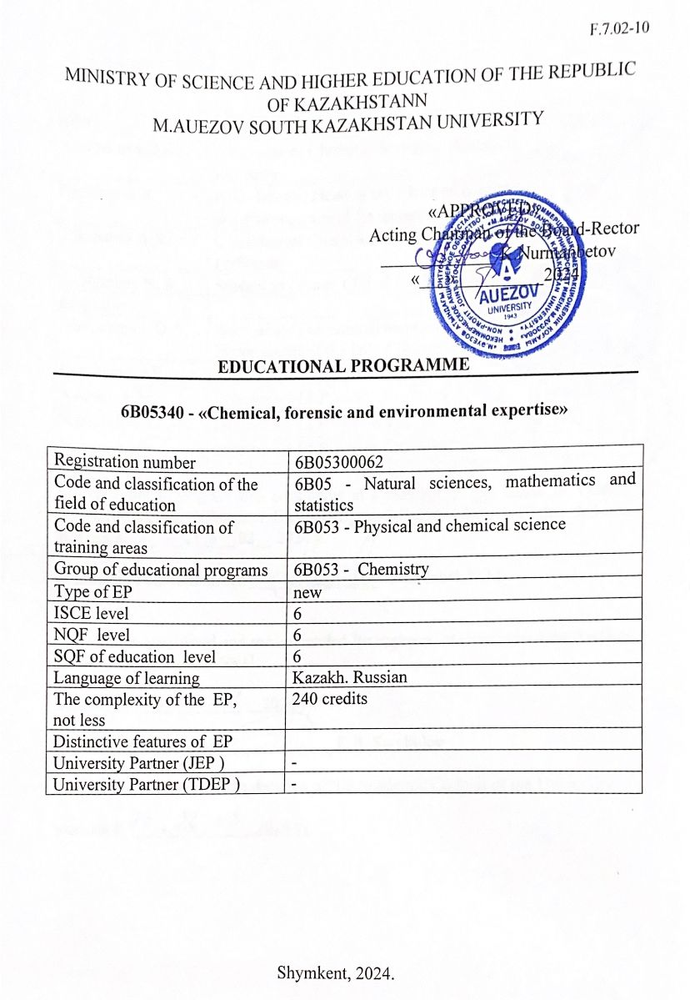 F.7.02-10
MINISTRY OF SCIENCE AND HIGHER EDUCATION OF THE REPUBLIC
OF KAZAKHSTANN
M.AUEZOV SOUTH KAZAKHSTAN UNIVERSITY
«APPROVED»
Acting Chairman of the Board-Rector
K.Nurmanbetov
«___»____________2024
AUEZOV
UNIVERSITY
1943
EDUCATIONAL PROGRAMME
6B05340 - «Chemical, forensic and environmental expertise»
Registration number 6B05300062
Code and classification of the 6B05 - Natural sciences, mathematics and
field of education statistics
Code and classification of 6B053 - Physical and chemical science
training areas
Group of educational programs 6B053 - Chemistry
Type of EP new
ISCE level 6
NQF level 6
SQF of education level 6
Language of learning Kazakh. Russian
The complexity of the EP, 240 credits
not less
Distinctive features of EP
University Partner (JEP ) -
University Partner (TDEP ) -
Shymkent, 2024.